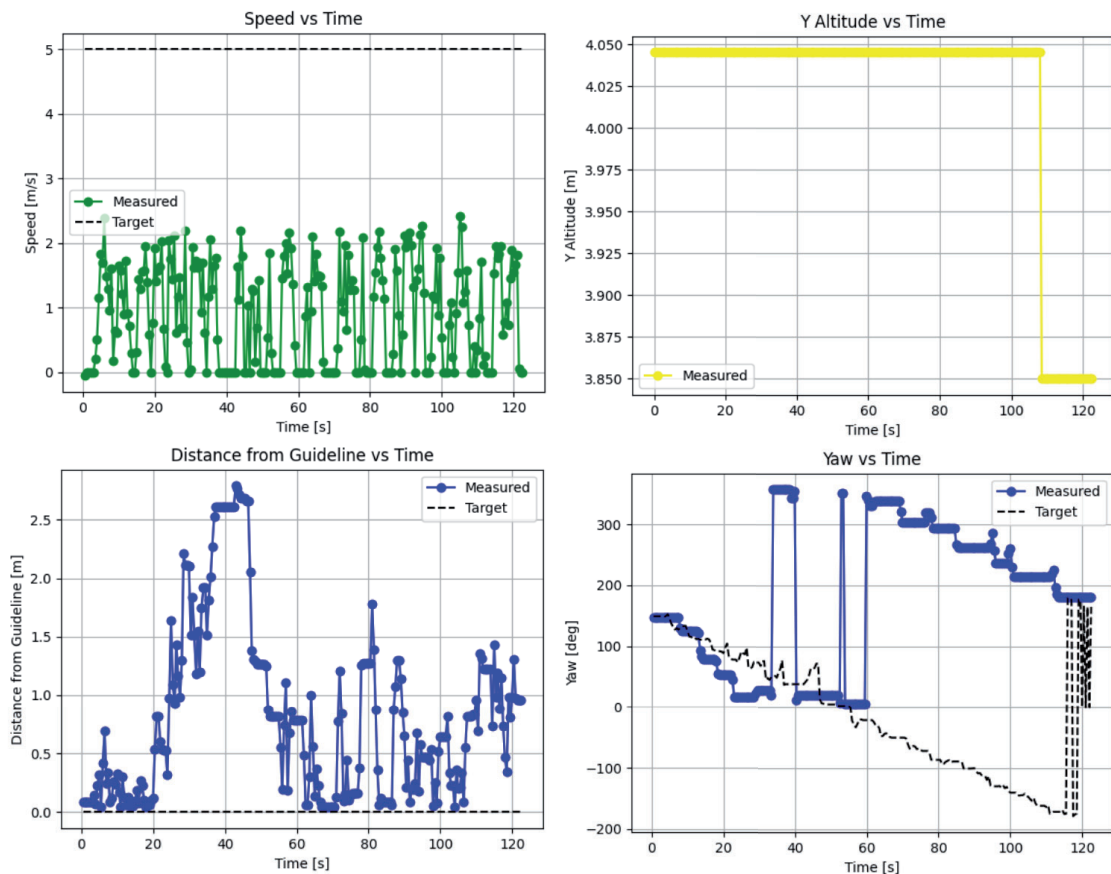 Speed vs Time
5
4
3
2
1
0
Speed [m/s]
Measured
Target
0 20 40 60 80 100 120
Time [s]
Y Altitude vs Time
4.050
4.025
4.000
3.975
3.950
3.925
3.900
3.875
3.850
Y Altitude [m]
Measured
0 20 40 60 80 100 120
Time [s]
Distance from Guideline vs Time
2.5
2.0
1.5
1.0
0.5
0.0
Distance from Guideline [m]
Measured
Target
0 20 40 60 80 100 120
Time [s]
Yaw vs Time
300
200
100
0
−100
−200
Yaw [deg]
Measured
Target
0 20 40 60 80 100 120
Time [s]